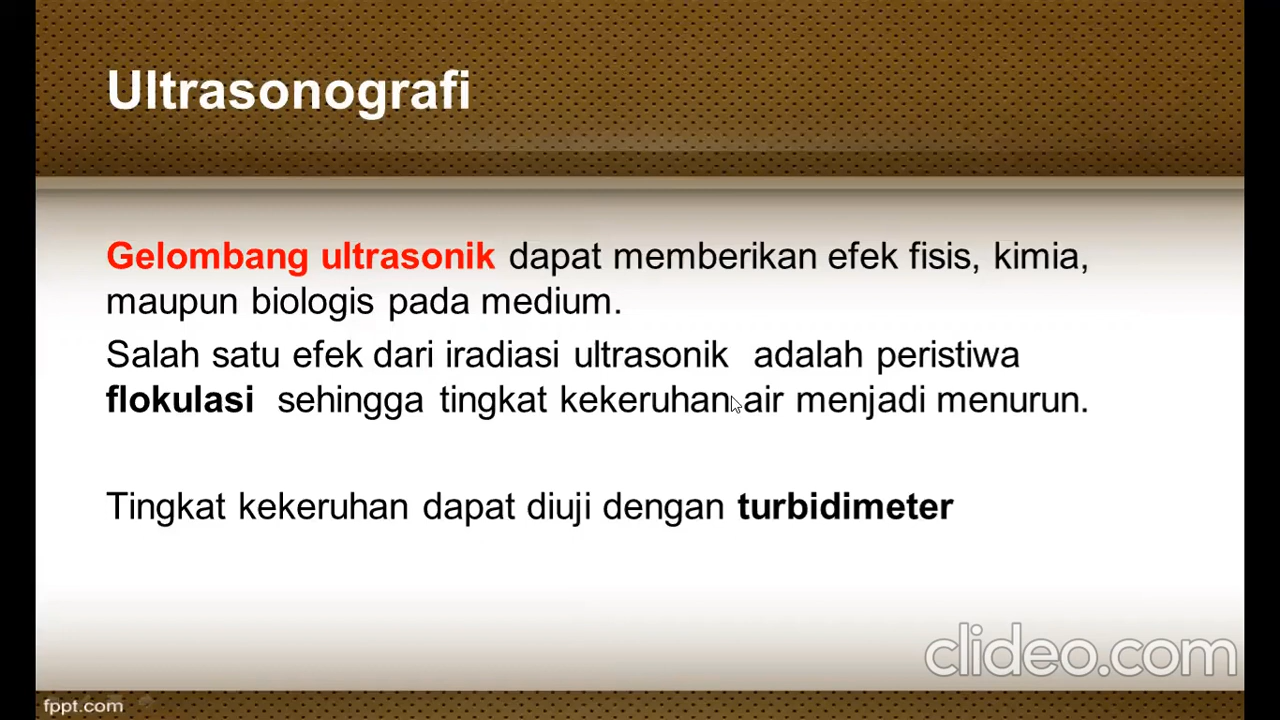 Ultrasonografi
Gelombang ultrasonik dapat memberikan efek fisis, kimia,
maupun biologis pada medium.
Salah satu efek dari iradiasi ultrasonik adalah peristiwa
flokulasi sehingga tingkat kekeruhan air menjadi menurun.
Tingkat kekeruhan dapat diuji dengan turbidimeter
clideo.com
fppt.com